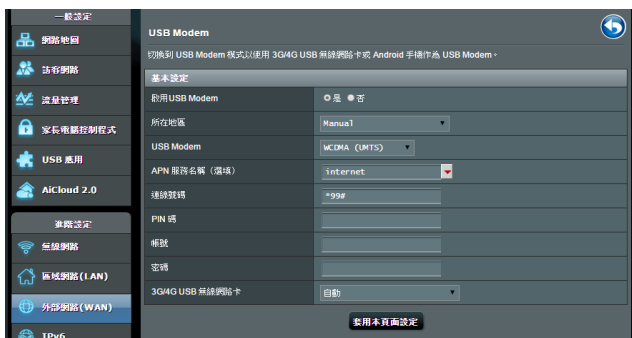 一般設定
網路地圖
訪客網路
流量管理
家長電腦控制程式
USB 應用
AiCloud 2.0
進階設定
無線網路
區域網路(LAN)
外部網路(WAN)
IPv6
USB Modem
切換到 USB Modem 模式以使用 3G/4G USB 無線網路卡或 Android 手機作為 USB Modem。
基本設定
啟用USB Modem 是 否
所在地區 Manual
USB Modem WCDMA (UMTS)
APN 服務名稱（選填） internet
連線號碼 *99#
PIN 碼
帳號
密碼
3G/4G USB 無線網路卡 自動
套用本頁面設定